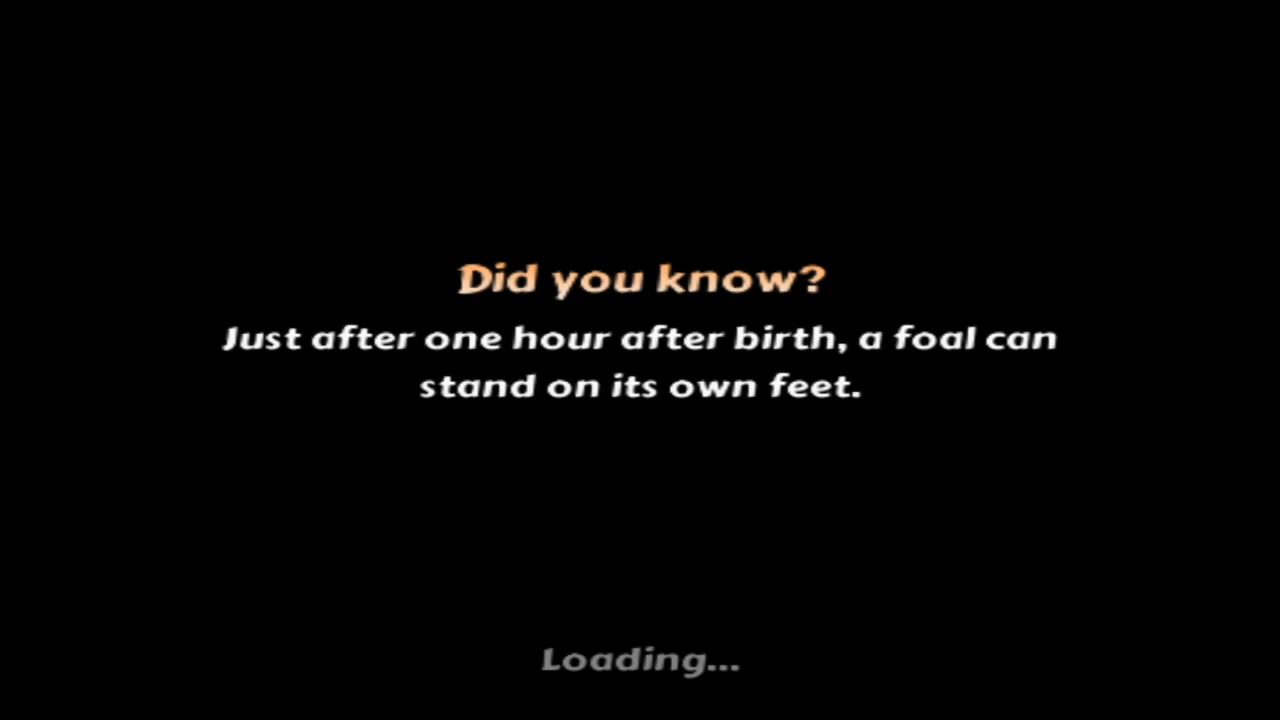 Did you know?
Just after one hour after birth, a foal can
stand on its own feet.
Loading...